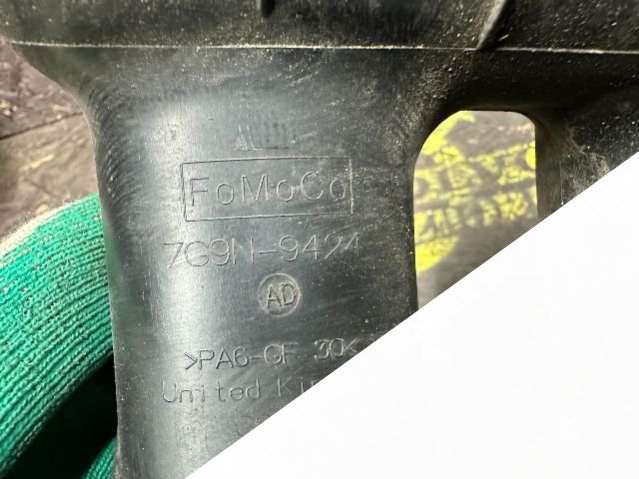 FoMoCo
7G9N-9424
AD
>PA6-GF 30<
United